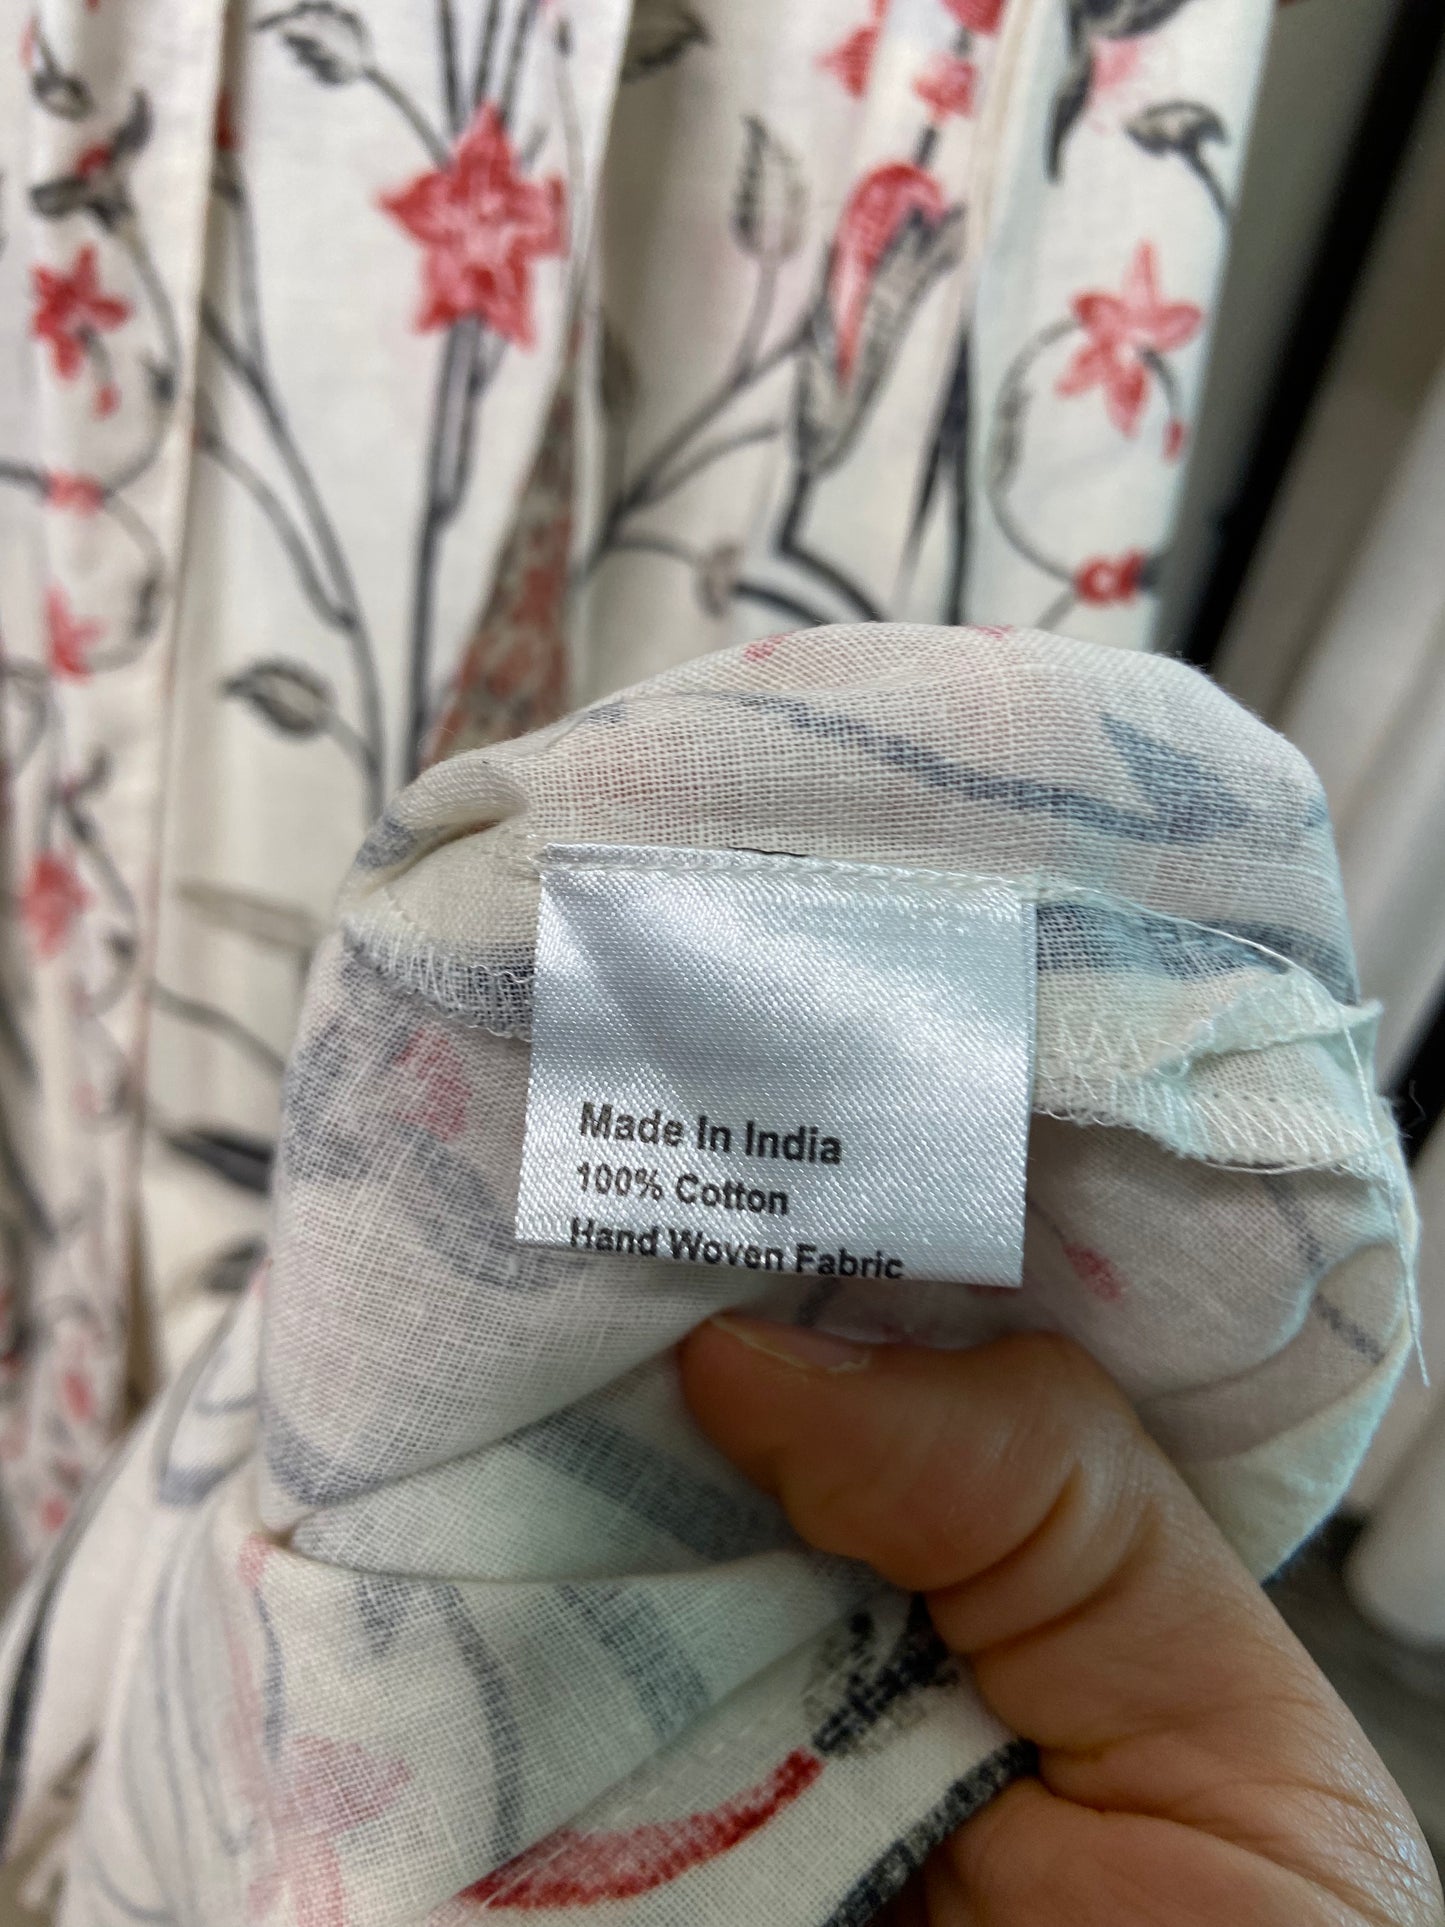 Made In India
100% Cotton
Hand Woven Fabric